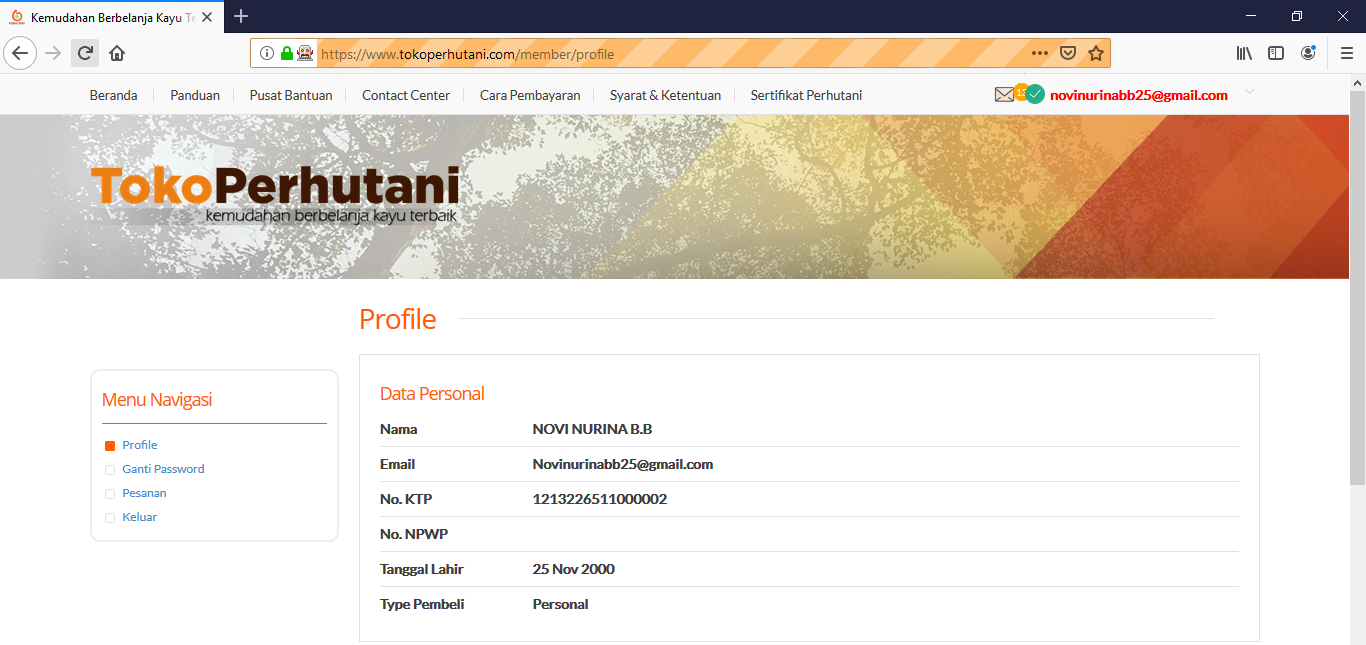 Kemudahan Berbelanja Kayu Te
https://www.tokoperhutani.com/member/profile
Beranda
Panduan
Pusat Bantuan
Contact Center
Cara Pembayaran
Syarat & Ketentuan
Sertifikat Perhutani
novinurinabb25@gmail.com
TokoPerhutani
kemudahan berbelanja kayu terbaik
Profile
Menu Navigasi
Profile
Ganti Password
Pesanan
Keluar
Data Personal
Nama NOVI NURINA B.B
Email Novinurinabb25@gmail.com
No. KTP 1213226511000002
No. NPWP
Tanggal Lahir 25 Nov 2000
Type Pembeli Personal